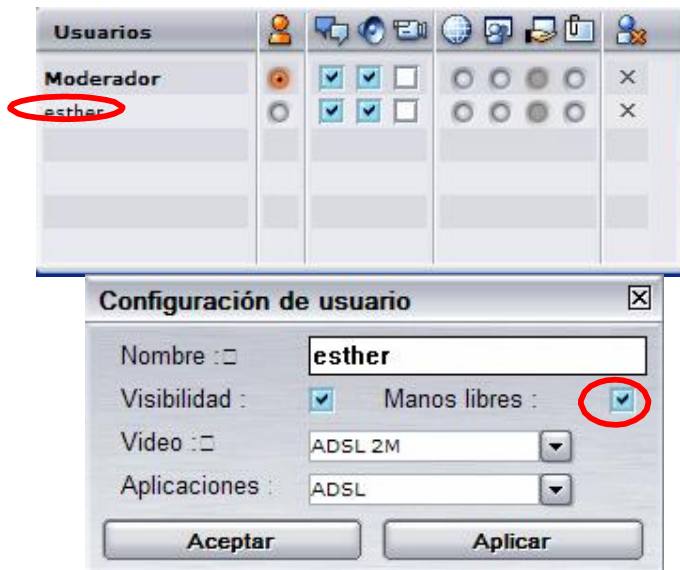 Usuarios
Moderador
esther
Configuración de usuario
Nombre :
esther
Visibilidad : Manos libres :
Video :
ADSL 2M
Aplicaciones :
ADSL
Aceptar Aplicar